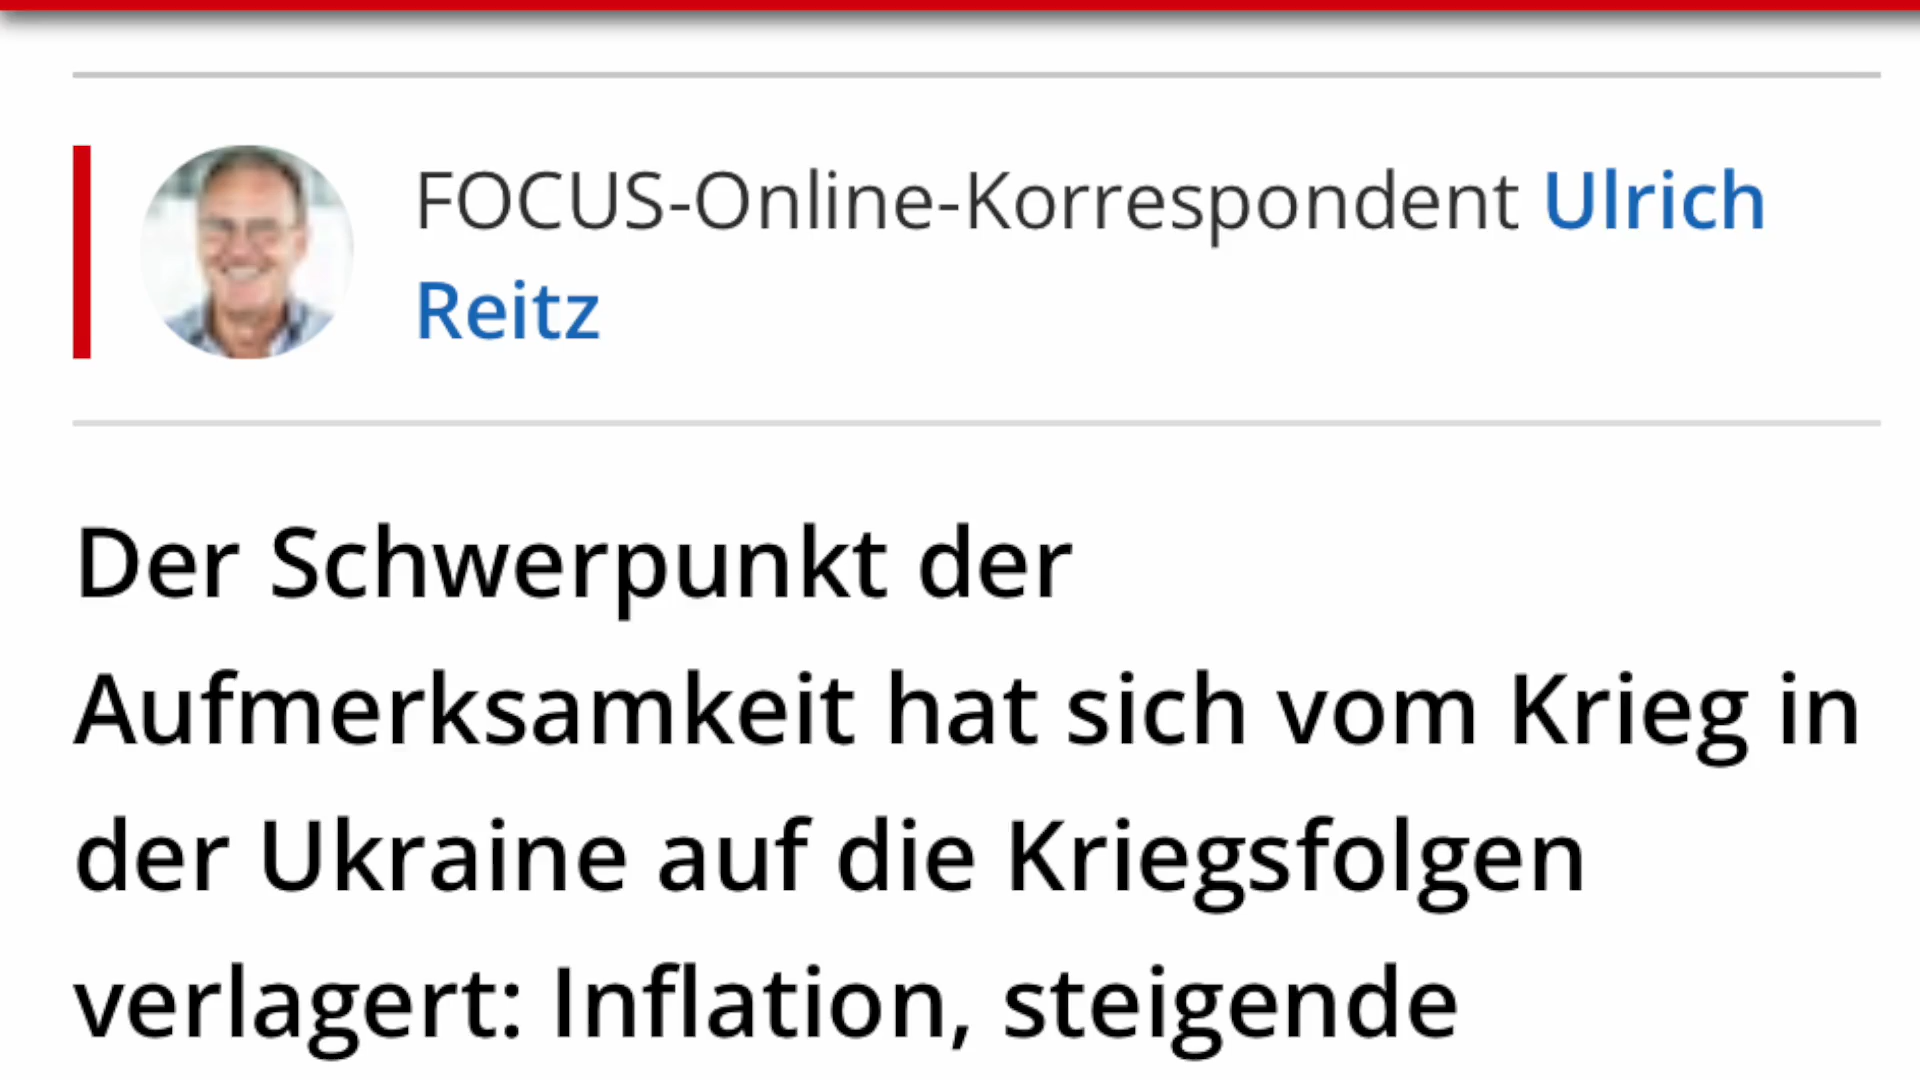 FOCUS-Online-Korrespondent Ulrich
Reitz
Der Schwerpunkt der
Aufmerksamkeit hat sich vom Krieg in
der Ukraine auf die Kriegsfolgen
verlagert: Inflation, steigende